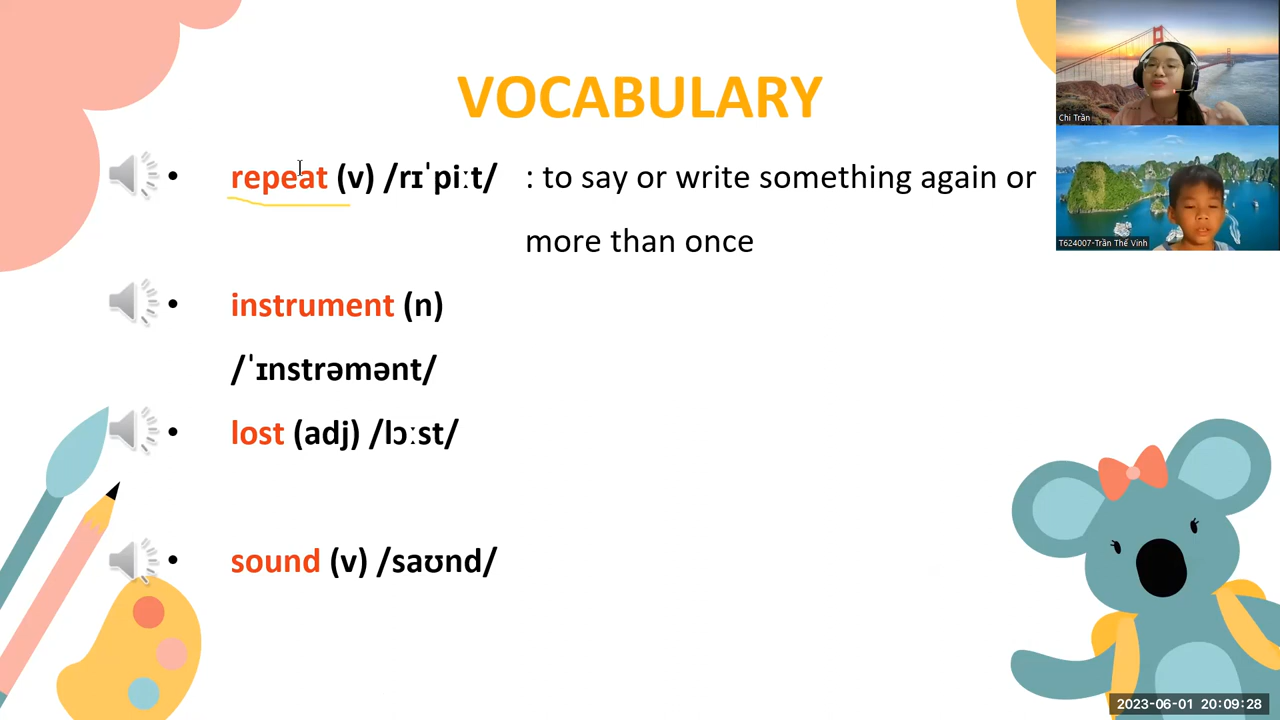 VOCABULARY
• repeat (v) /rɪˈpiːt/ : to say or write something again or
more than once
• instrument (n)
/ˈɪnstrəmənt/
• lost (adj) /lɔːst/
• sound (v) /saʊnd/
Chi Trần
T624007-Trần Thế Vinh
2023-06-01 20:09:28